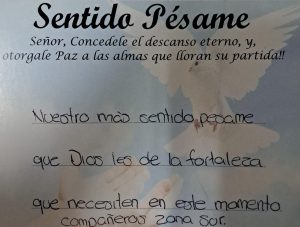 Sentido Pésame
Señor, Concedele el descanso eterno, y,
otorgale Paz a las almas que lloran su partida!!
Nuestro más sentido pesame
que Dios les de la fortaleza
que necesiten en este momento
compañeros zona sur.